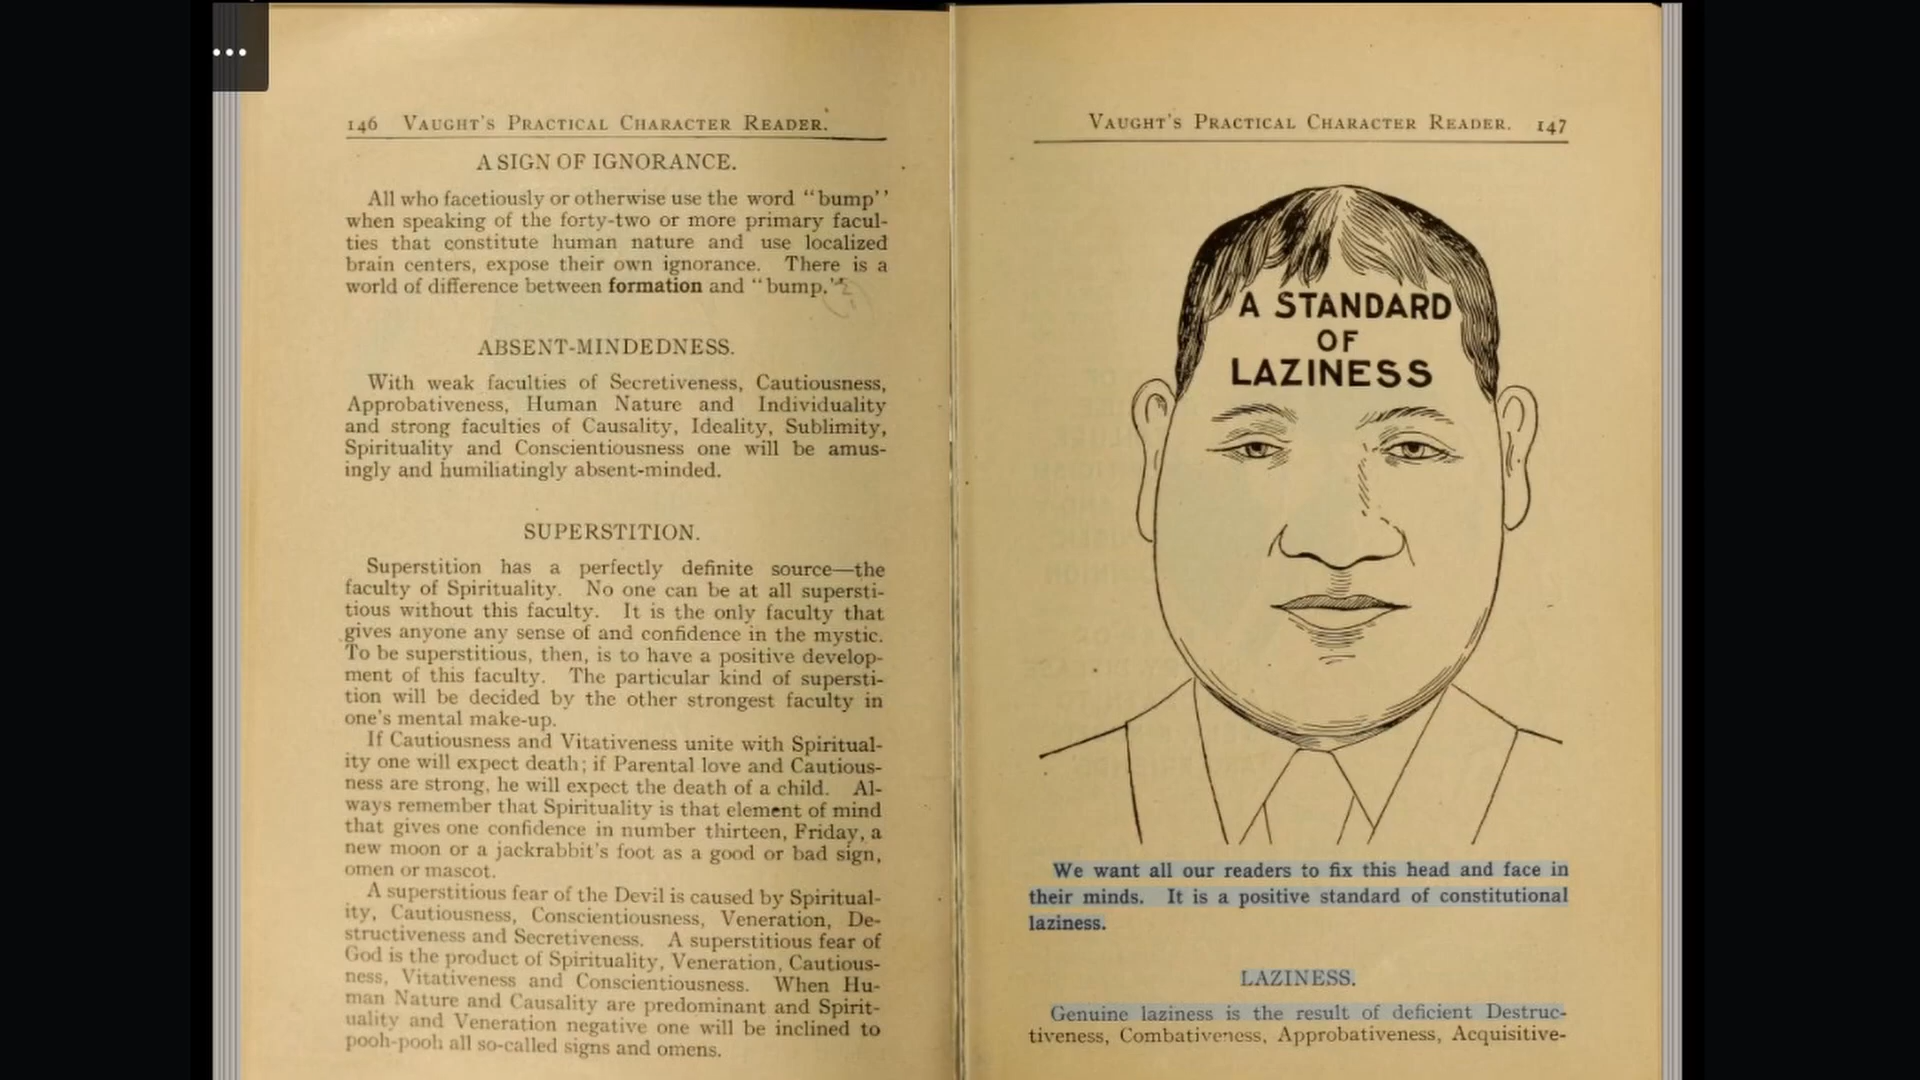 146 VAUGHT'S PRACTICAL CHARACTER READER.
A SIGN OF IGNORANCE.
All who facetiously or otherwise use the word "bump"
when speaking of the forty-two or more primary facul-
ties that constitute human nature and use localized
brain centers, expose their own ignorance. There is a
world of difference between formation and "bump."
ABSENT-MINDEDNESS.
With weak faculties of Secretiveness, Cautiousness,
Approbativeness, Human Nature and Individuality
and strong faculties of Causality, Ideality, Sublimity,
Spirituality and Conscientiousness one will be amus-
ingly and humiliatingly absent-minded.
SUPERSTITION.
Superstition has a perfectly definite source—the
faculty of Spirituality. No one can be at all supersti-
tious without this faculty. It is the only faculty that
gives anyone any sense of and confidence in the mystic.
To be superstitious, then, is to have a positive develop-
ment of this faculty. The particular kind of supersti-
tion will be decided by the other strongest faculty in
one's mental make-up.
If Cautiousness and Vitativeness unite with Spiritual-
ity one will expect death; if Parental love and Cautious-
ness are strong, he will expect the death of a child. Al-
ways remember that Spirituality is that element of mind
that gives one confidence in number thirteen, Friday, a
new moon or a jackrabbit's foot as a good or bad sign,
omen or mascot.
A superstitious fear of the Devil is caused by Spiritual-
ity, Cautiousness, Conscientiousness, Veneration, De-
structiveness and Secretiveness. A superstitious fear of
God is the product of Spirituality, Veneration, Cautious-
ness, Vitativeness and Conscientiousness. When Hu-
man Nature and Causality are predominant and Spirit-
uality and Veneration negative one will be inclined to
pooh-pooh all so-called signs and omens.
VAUGHT'S PRACTICAL CHARACTER READER. 147
A STANDARD
OF
LAZINESS
We want all our readers to fix this head and face in
their minds. It is a positive standard of constitutional
laziness.
LAZINESS.
Genuine laziness is the result of deficient Destruc-
tiveness, Combativeness, Approbativeness, Acquisitive-